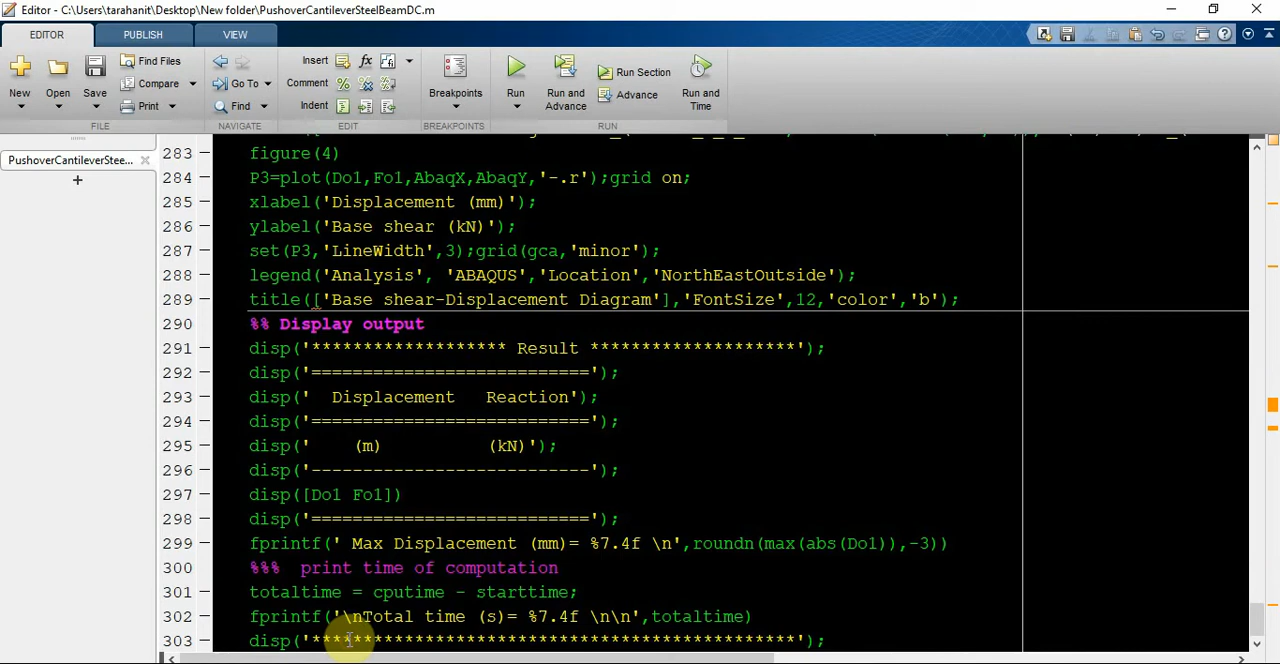 Editor - C:\Users\tarahanit\Desktop\New folder\PushoverCantileverSteelBeamDC.m
EDITOR PUBLISH VIEW
New Open Save Find Files Compare Print
Go To Find
Insert fx
Comment
Indent
Breakpoints
Run Run and Advance Run Section Advance Run and Time
FILE NAVIGATE EDIT BREAKPOINTS RUN
PushoverCantileverStee...
283 figure(4)
284 P3=plot(Do1,Fo1,AbaqX,AbaqY,'-.r');grid on;
285 xlabel('Displacement (mm)');
286 ylabel('Base shear (kN)');
287 set(P3,'LineWidth',3);grid(gca,'minor');
288 legend('Analysis', 'ABAQUS','Location','NorthEastOutside');
289 title(['Base shear-Displacement Diagram'],'FontSize',12,'color','b');
290 %% Display output
291 disp('******************* Result ********************');
292 disp('===========================');
293 disp('  Displacement   Reaction');
294 disp('===========================');
295 disp('    (m)          (kN)');
296 disp('---------------------------');
297 disp([Do1 Fo1])
298 disp('===========================');
299 fprintf(' Max Displacement (mm)= %7.4f \n',roundn(max(abs(Do1)),-3))
300 %%%  print time of computation
301 totaltime = cputime - starttime;
302 fprintf('\nTotal time (s)= %7.4f \n\n',totaltime)
303 disp('***********************************************');